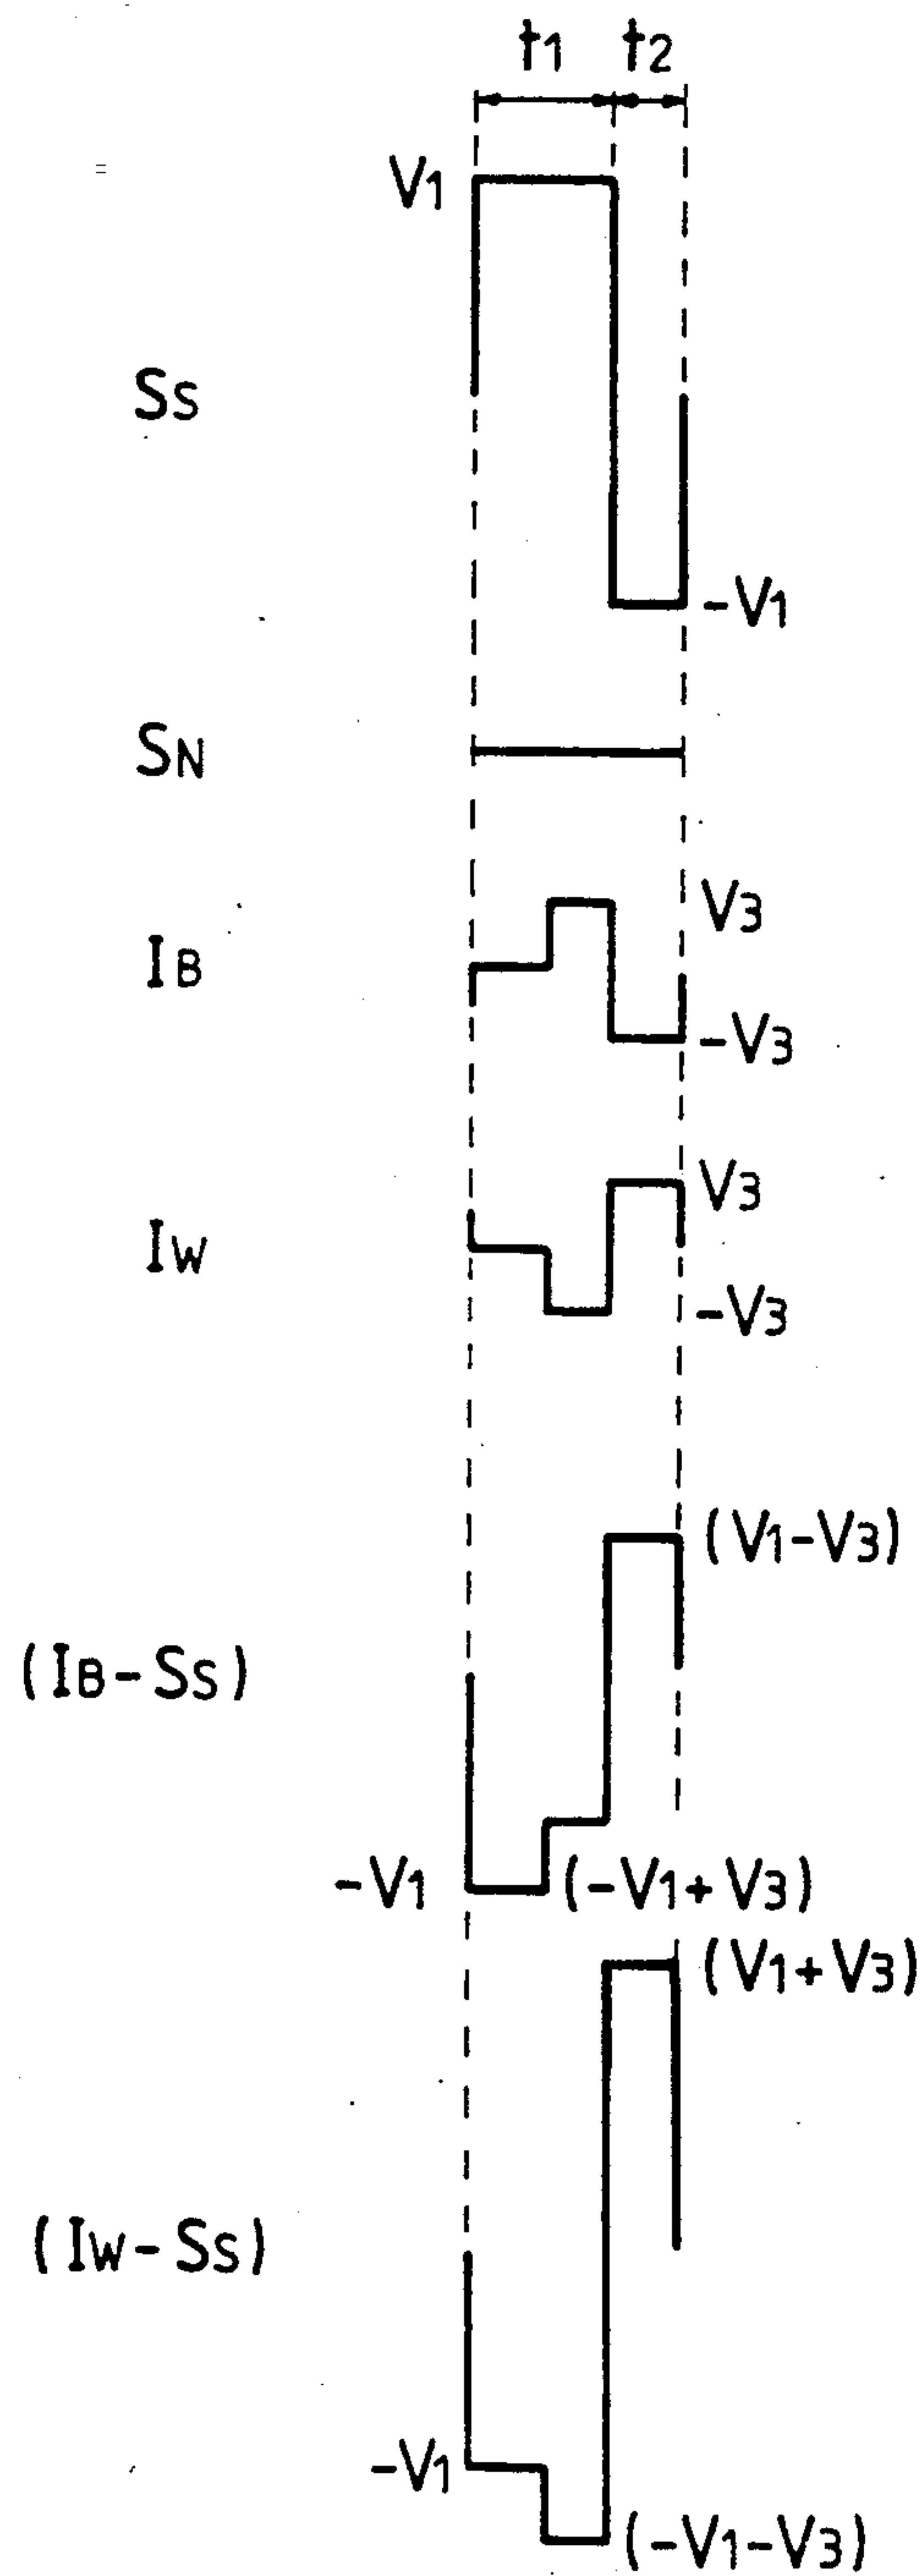 t1 t2
V1
SS
-V1
SN
V3
IB
-V3
V3
IW
-V3
(V1-V3)
(IB-SS)
-V1 (-V1+V3)
(V1+V3)
(IW-SS)
-V1
(-V1-V3)